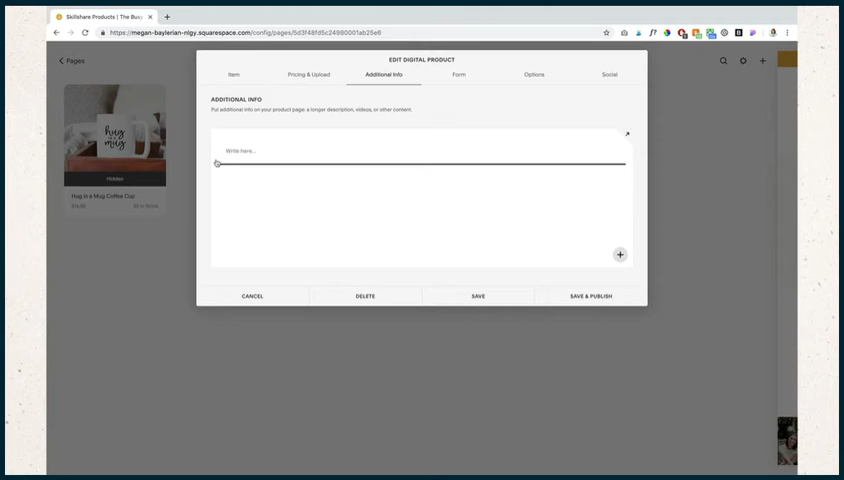 Skillshare Products | The Busy
https://megan-baylerian-nlgy.squarespace.com/config/pages/5d3f48fd5c24980001ab25e6
Pages
EDIT DIGITAL PRODUCT
Item
Pricing & Upload
Additional Info
Form
Options
Social
ADDITIONAL INFO
Put additional info on your product page: a longer description, videos, or other content.
Write here...
hug
in a
mug
Hidden
Hug in a Mug Coffee Cup
CANCEL
DELETE
SAVE
SAVE & PUBLISH